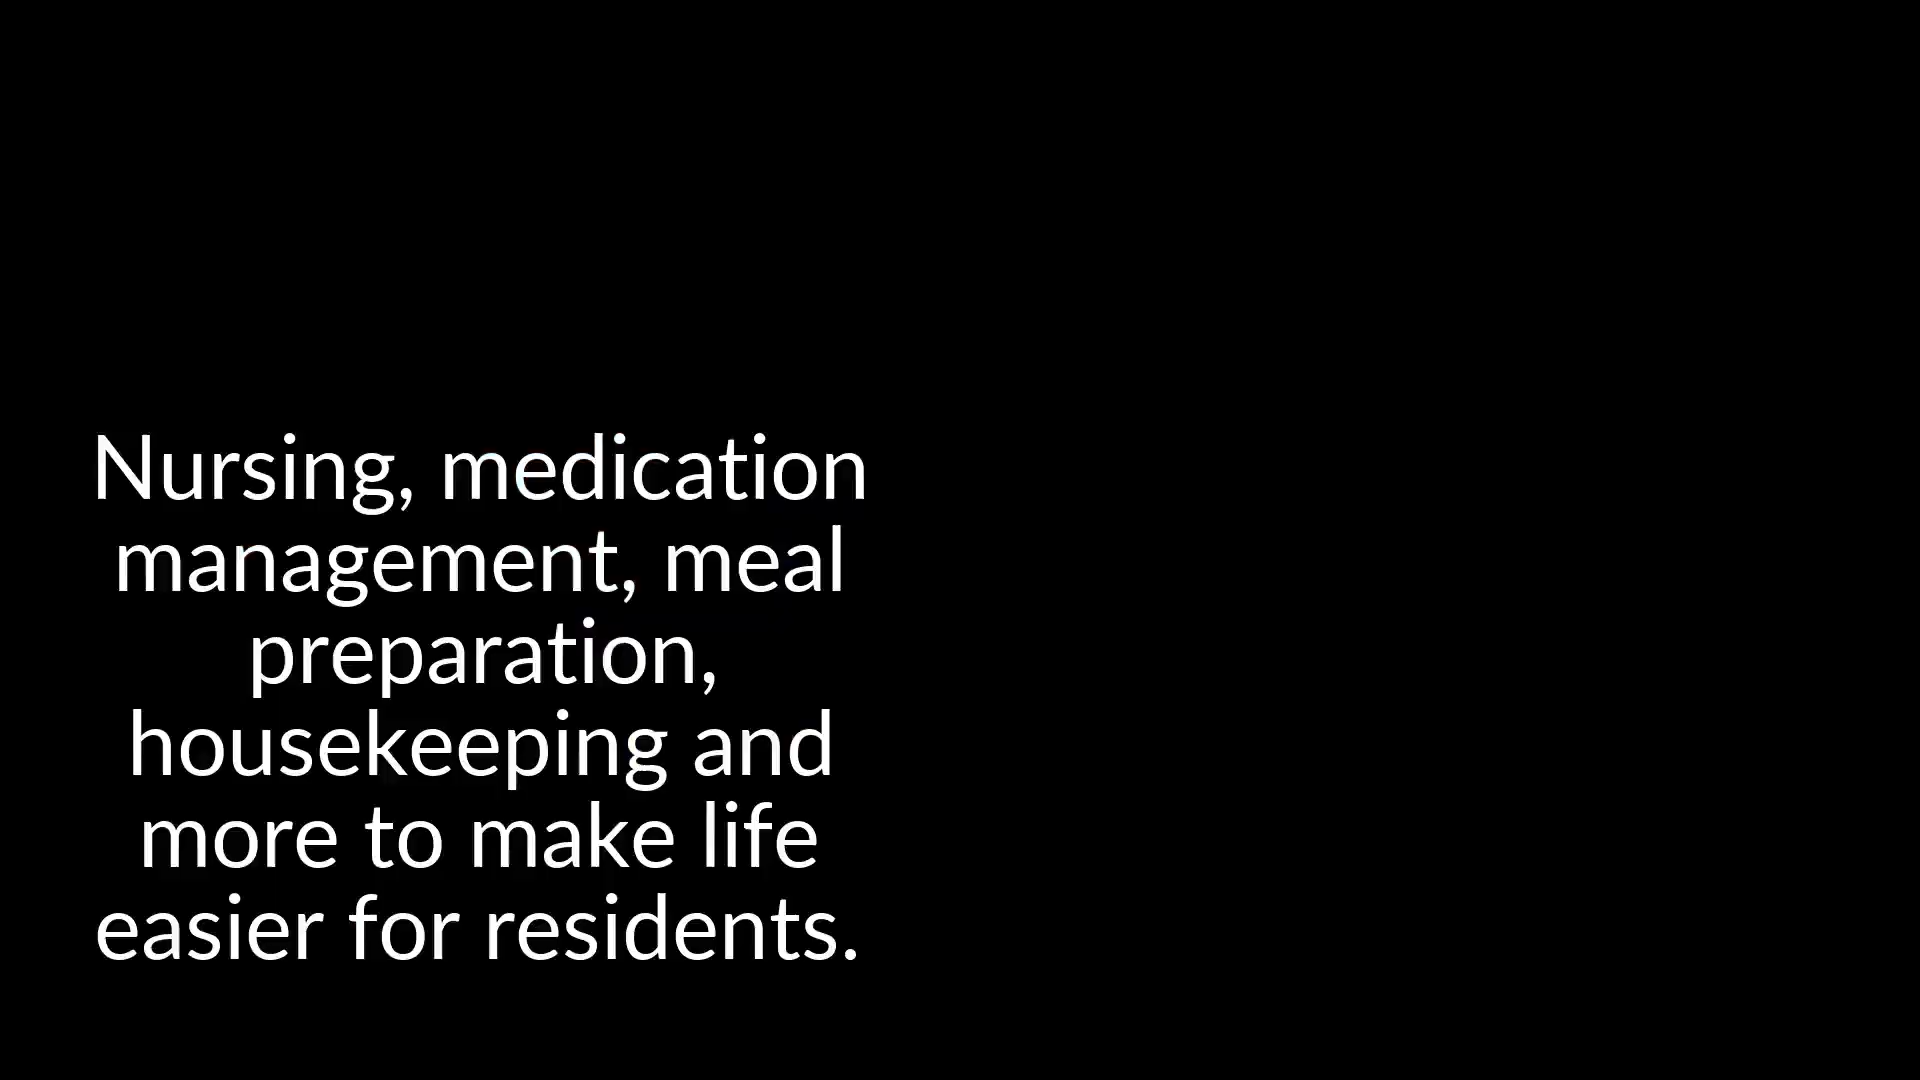 Nursing, medication
management, meal
preparation,
housekeeping and
more to make life
easier for residents.